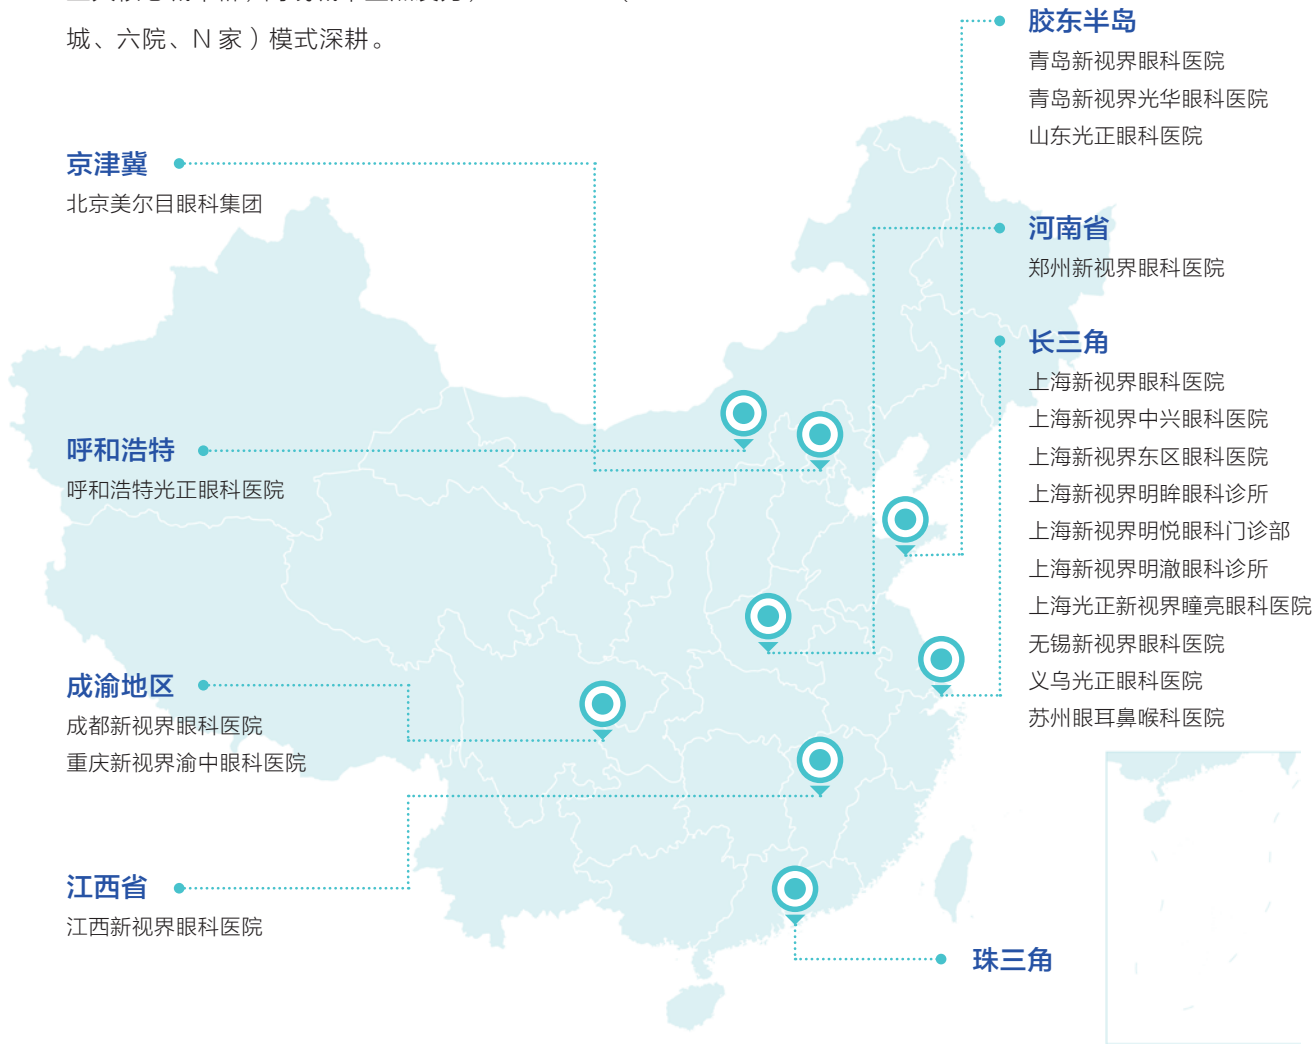 城、六院、N 家）模式深耕。
京津冀
北京美尔目眼科集团
呼和浩特
呼和浩特光正眼科医院
成渝地区
成都新视界眼科医院
重庆新视界渝中眼科医院
江西省
江西新视界眼科医院
胶东半岛
青岛新视界眼科医院
青岛新视界光华眼科医院
山东光正眼科医院
河南省
郑州新视界眼科医院
长三角
上海新视界眼科医院
上海新视界中兴眼科医院
上海新视界东区眼科医院
上海新视界明眸眼科诊所
上海新视界明悦眼科门诊部
上海新视界明澈眼科诊所
上海光正新视界瞳亮眼科医院
无锡新视界眼科医院
义乌光正眼科医院
苏州眼耳鼻喉科医院
珠三角